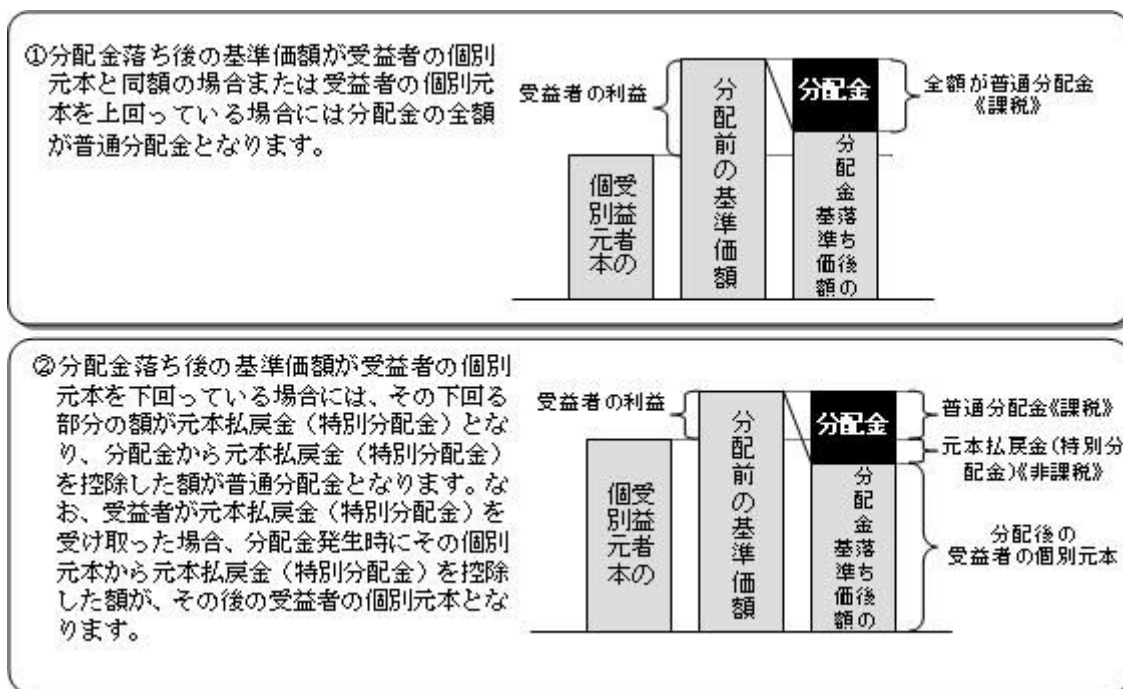 ①分配金落ち後の基準価額が受益者の個別
元本と同額の場合または受益者の個別元
本を上回っている場合には分配金の全額
が普通分配金となります。
受益者の利益
受益者の
個別元本
分配前の基準価額
分配金
分配金落ち後の
基準価額
全額が普通分配金
《課税》
②分配金落ち後の基準価額が受益者の個別
元本を下回っている場合には、その下回る
部分の額が元本払戻金（特別分配金）とな
り、分配金から元本払戻金（特別分配金）
を控除した額が普通分配金となります。な
お、受益者が元本払戻金（特別分配金）を
受け取った場合、分配金発生時にその個別
元本から元本払戻金（特別分配金）を控除
した額が、その後の受益者の個別元本とな
ります。
受益者の利益
受益者の
個別元本
分配前の基準価額
分配金
分配金落ち後の
基準価額
普通分配金《課税》
元本払戻金（特別分
配金）《非課税》
分配後の
受益者の個別元本